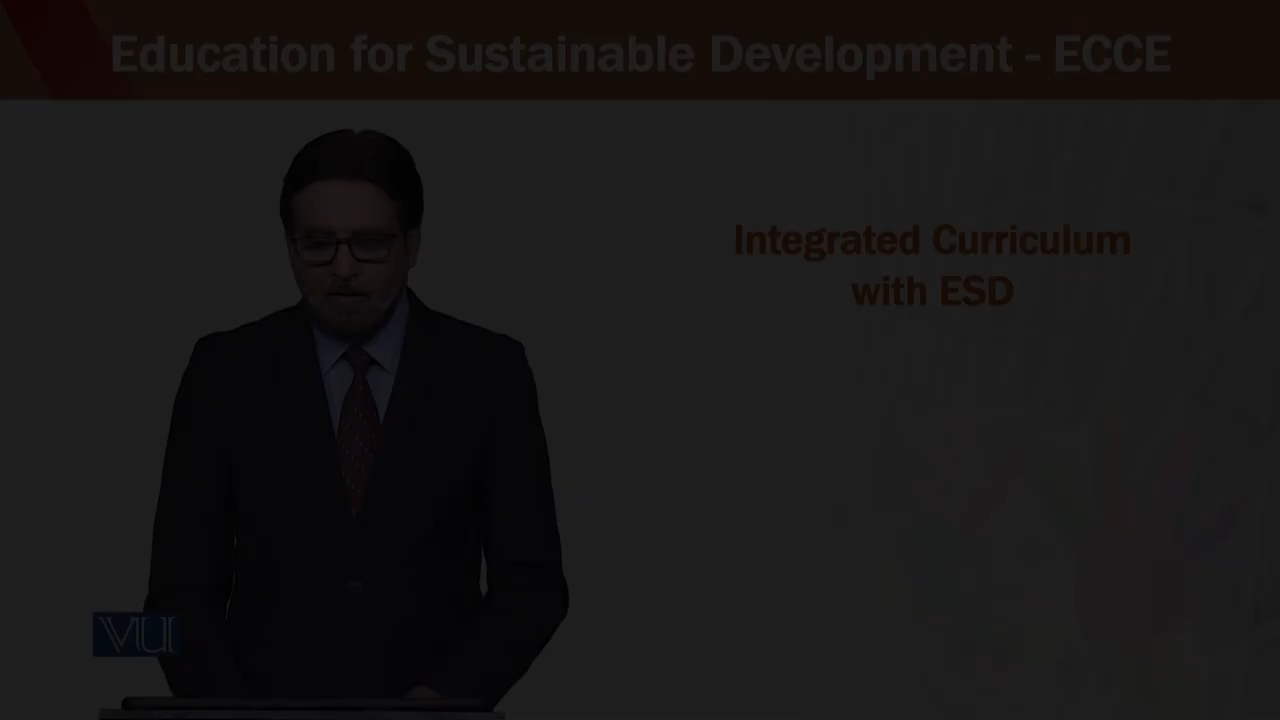 Education for Sustainable Development - ECCE
Integrated Curriculum
with ESD
VU